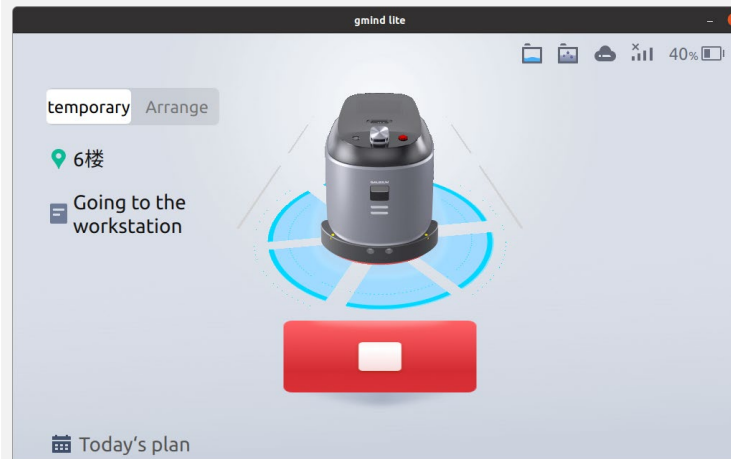 gmind lite
40%
temporary
Arrange
6楼
Going to the
workstation
Today's plan